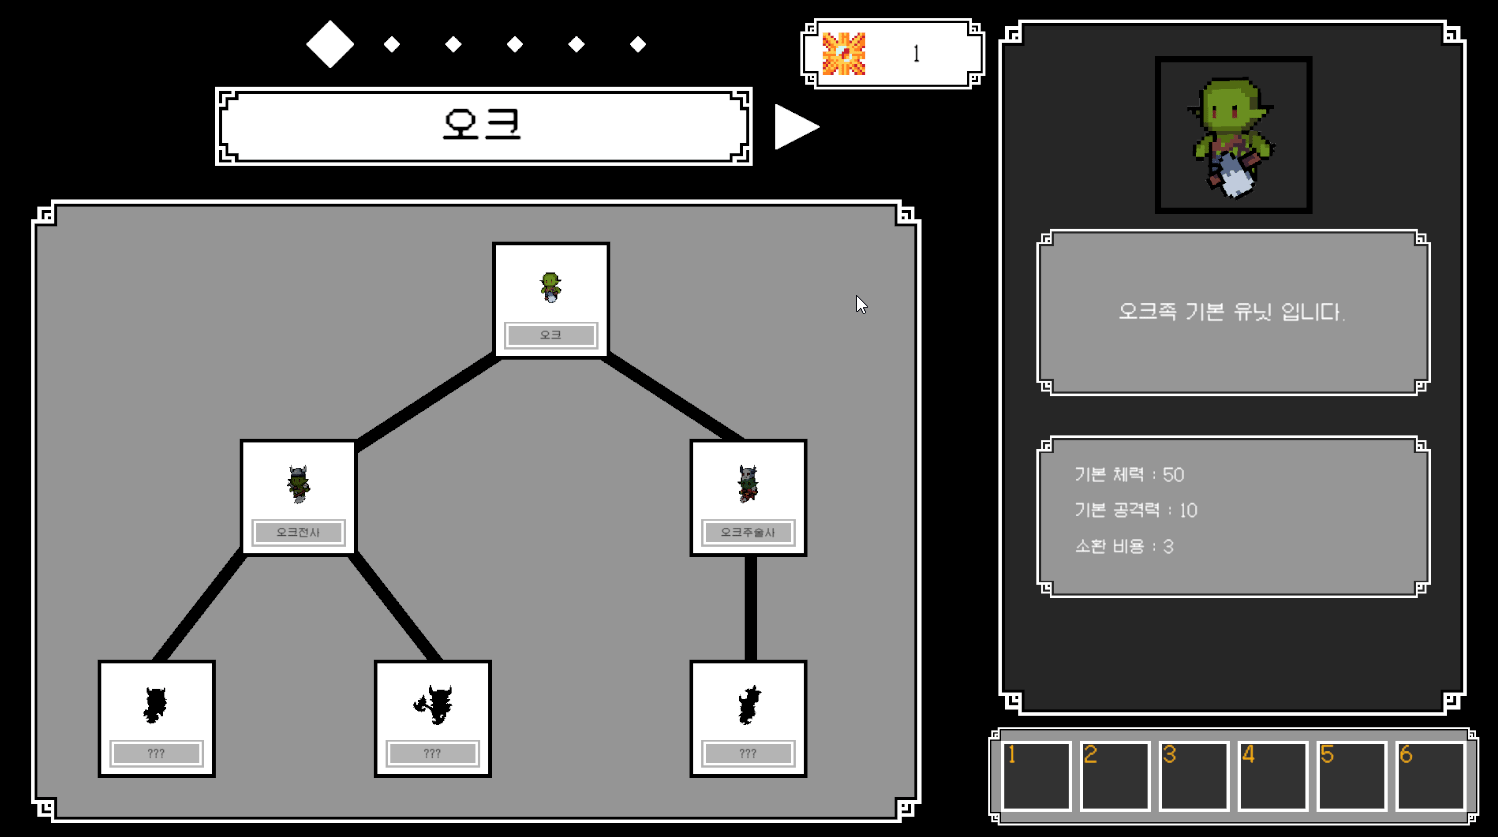 1
오크
오크
오크전사
오크주술사
???
???
???
오크족 기본 유닛 입니다.
기본 체력 : 50
기본 공격력 : 10
소환 비용 : 3
1 2 3 4 5 6